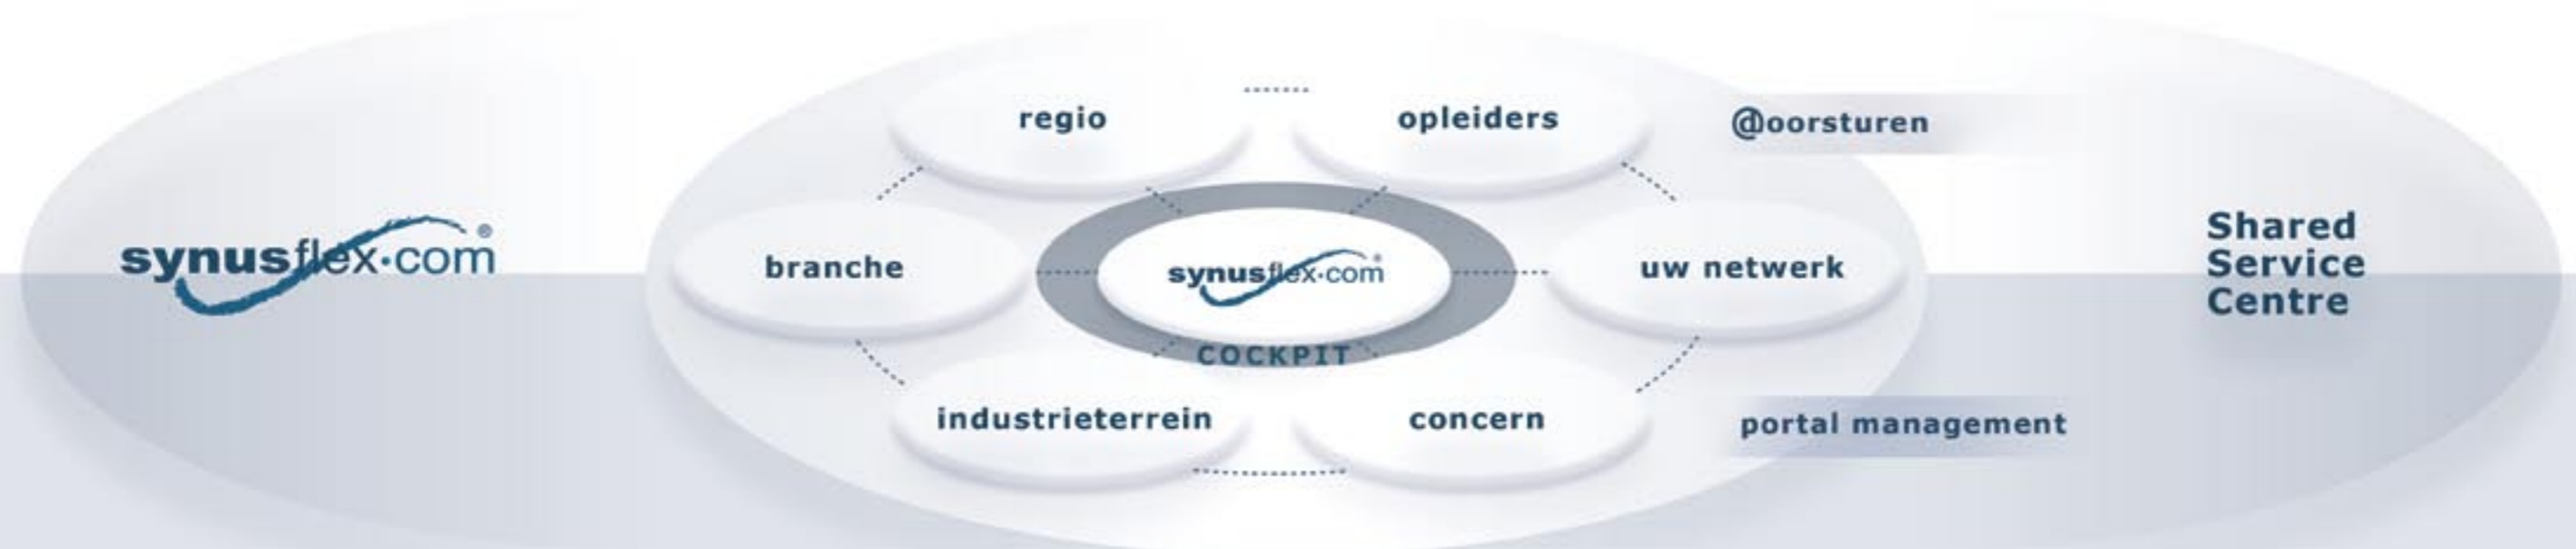 regio
opleiders
@oorsturen
synusflex.com®
branche
synusflex.com®
uw netwerk
Shared
Service
Centre
COCKPIT
industrieterrein
concern
portal management